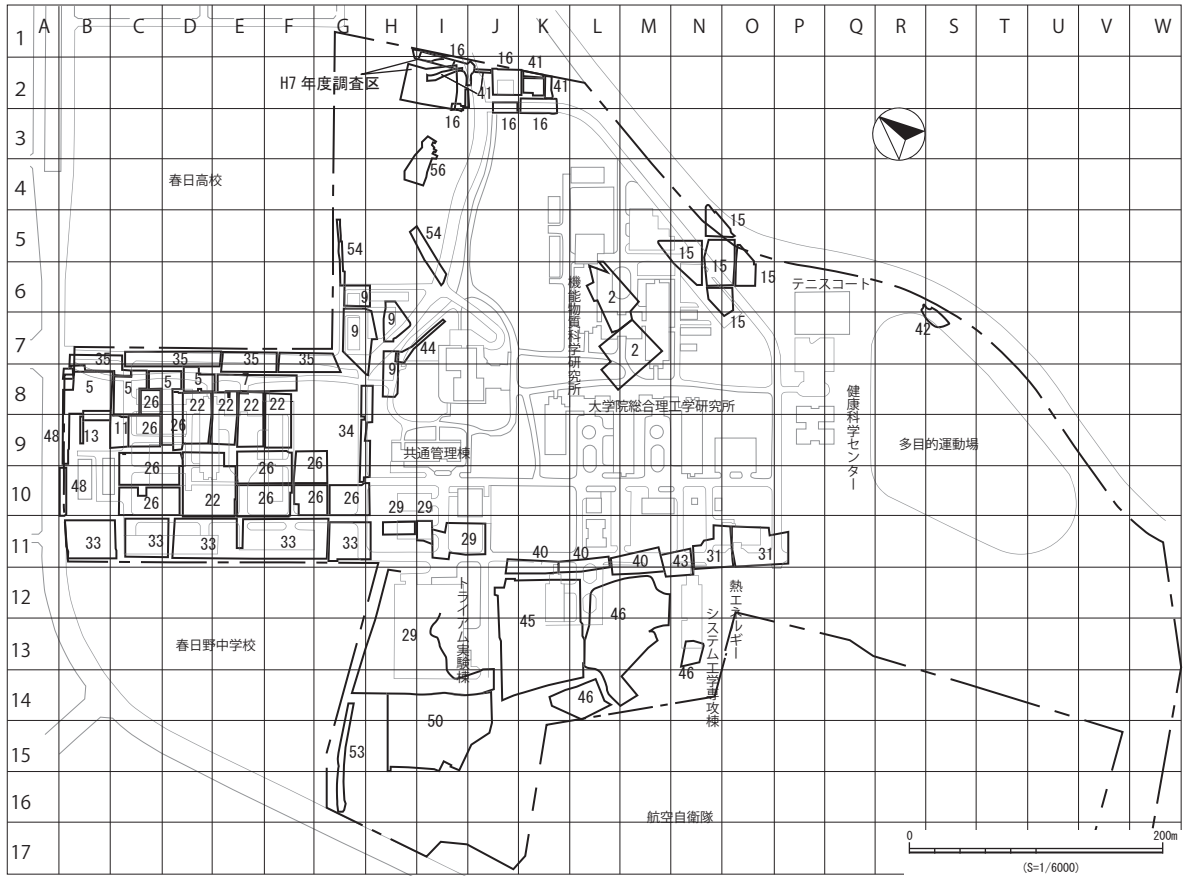 A B C D E F G H I J K L M N O P Q R S T U V W
1
16 16 41
H7 年度調査区
2
41 41
16 16 16
3
56
4
春日高校
15
5
54 54 15 15 15
テニスコート
6
9 2 42
機能物質科学研究所
9 9 15
7
44 2
35 35 35 35
9
5 5 5 5 7
8
26 22 22 22 22
大学院総合理工学研究所
健康科学センター
9
48 13 11 26 26 34
多目的運動場
共通管理棟
26 26 26
10
48 26 22 26 26 26
29 29
11
33 33 33 33 33 29
40 40 40 43 31 31
12
トライアム実験棟
熱エネルギー
システム工学専攻棟
45 46
29
13
春日野中学校
46
14
46
50
15
53
16
航空自衛隊
17
0 200m
(S=1/6000)